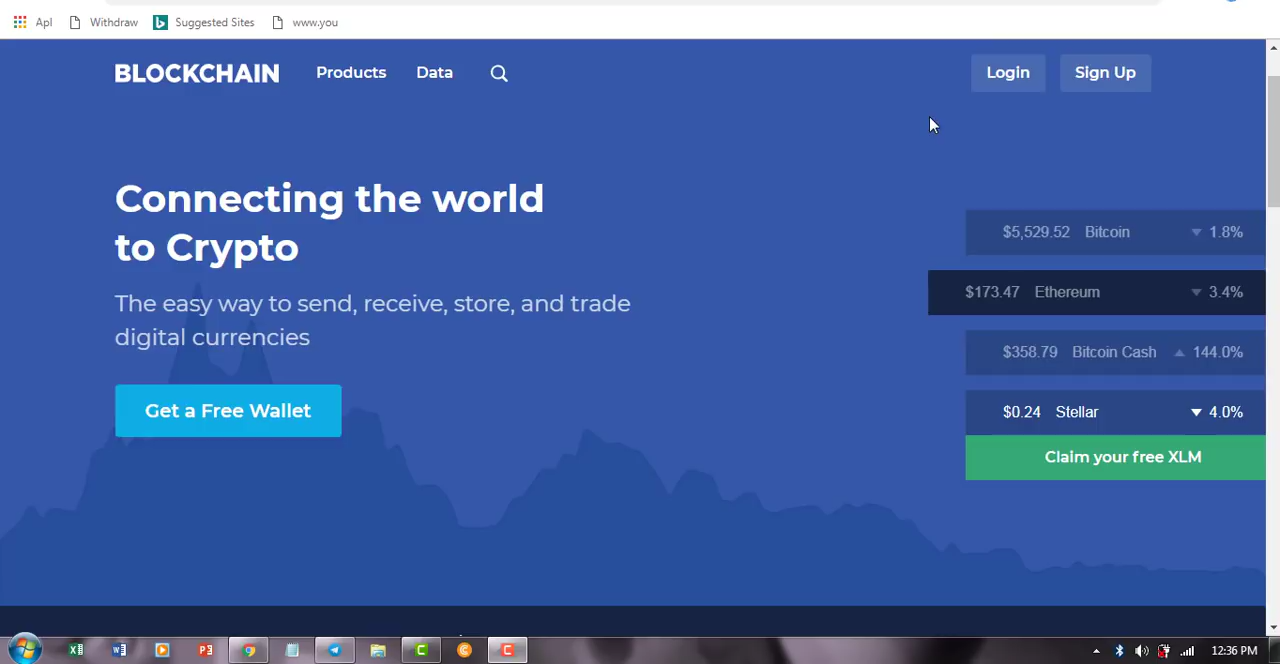 Apl Withdraw Suggested Sites www.you
BLOCKCHAIN Products Data Login Sign Up
Connecting the world
to Crypto
The easy way to send, receive, store, and trade
digital currencies
Get a Free Wallet
$5,529.52 Bitcoin 1.8%
$173.47 Ethereum 3.4%
$358.79 Bitcoin Cash 144.0%
$0.24 Stellar 4.0%
Claim your free XLM
12:36 PM